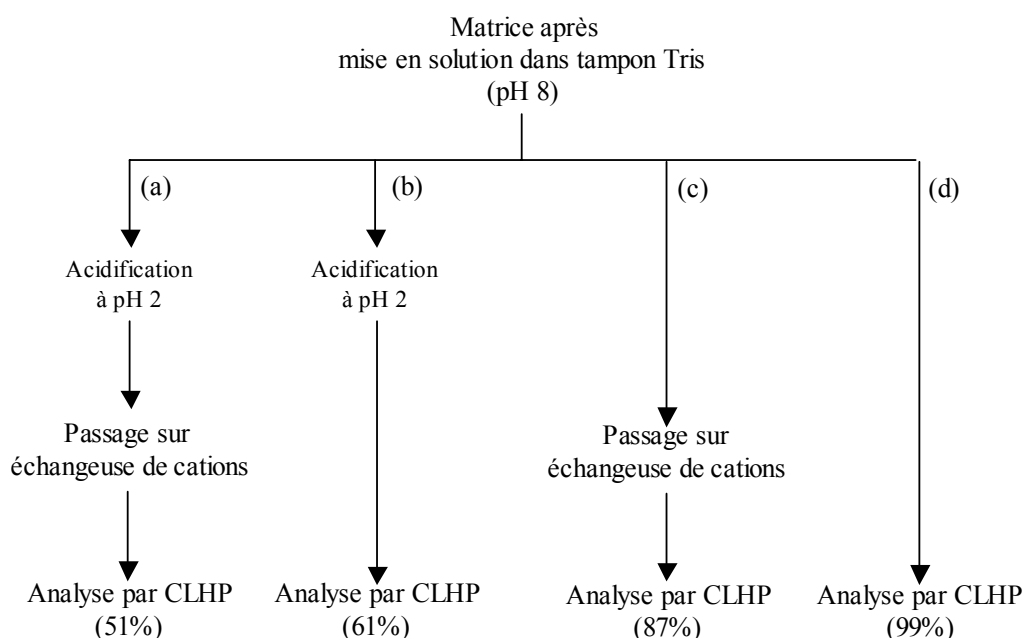 Matrice après
mise en solution dans tampon Tris
(pH 8)
(a)
(b)
(c)
(d)
Acidification
à pH 2
Acidification
à pH 2
Passage sur
échangeuse de cations
Passage sur
échangeuse de cations
Analyse par CLHP
(51%)
Analyse par CLHP
(61%)
Analyse par CLHP
(87%)
Analyse par CLHP
(99%)